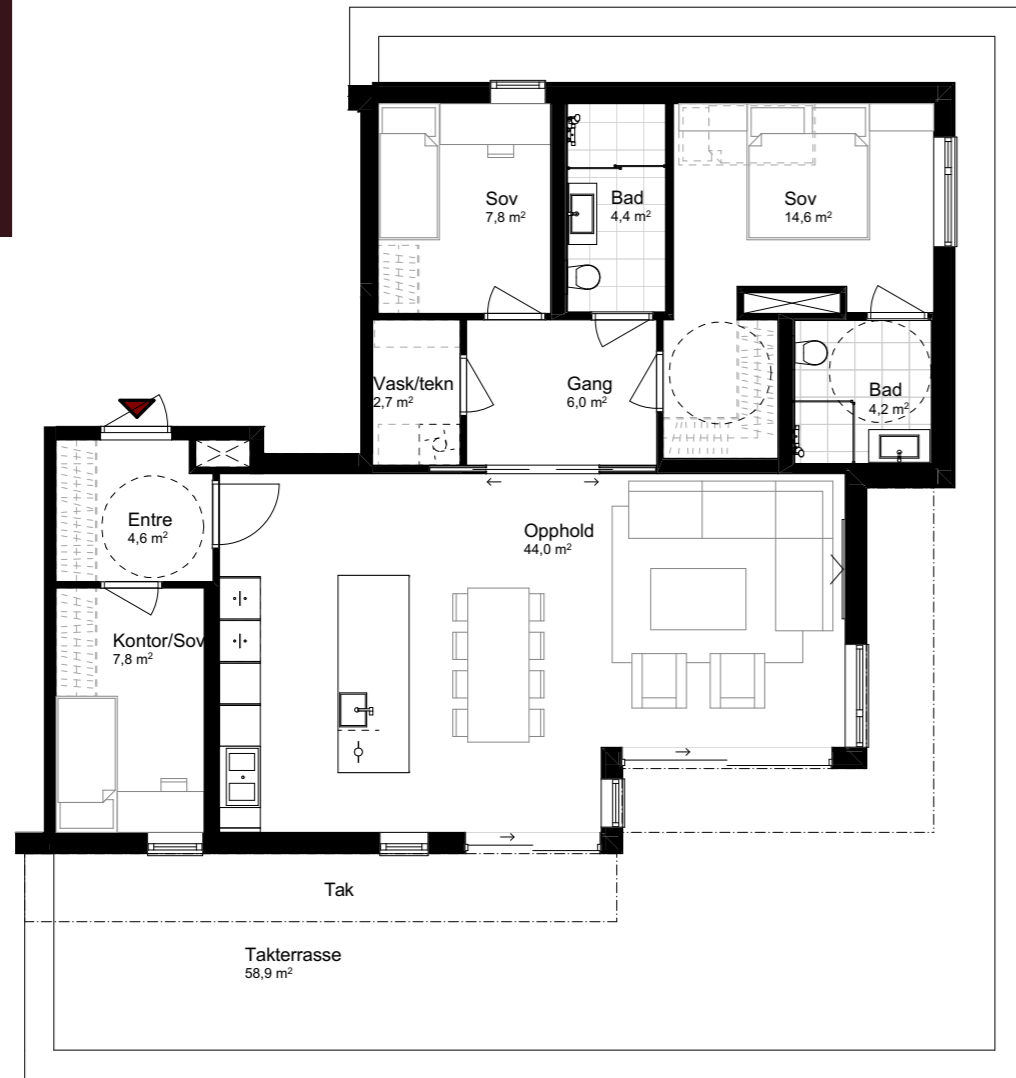 Sov
7,8 m²
Bad
4,4 m²
Sov
14,6 m²
Vask/tekn
2,7 m²
Gang
6,0 m²
Bad
4,2 m²
Entre
4,6 m²
Opphold
44,0 m²
Kontor/Sov
7,8 m²
Tak
Takterrasse
58,9 m²